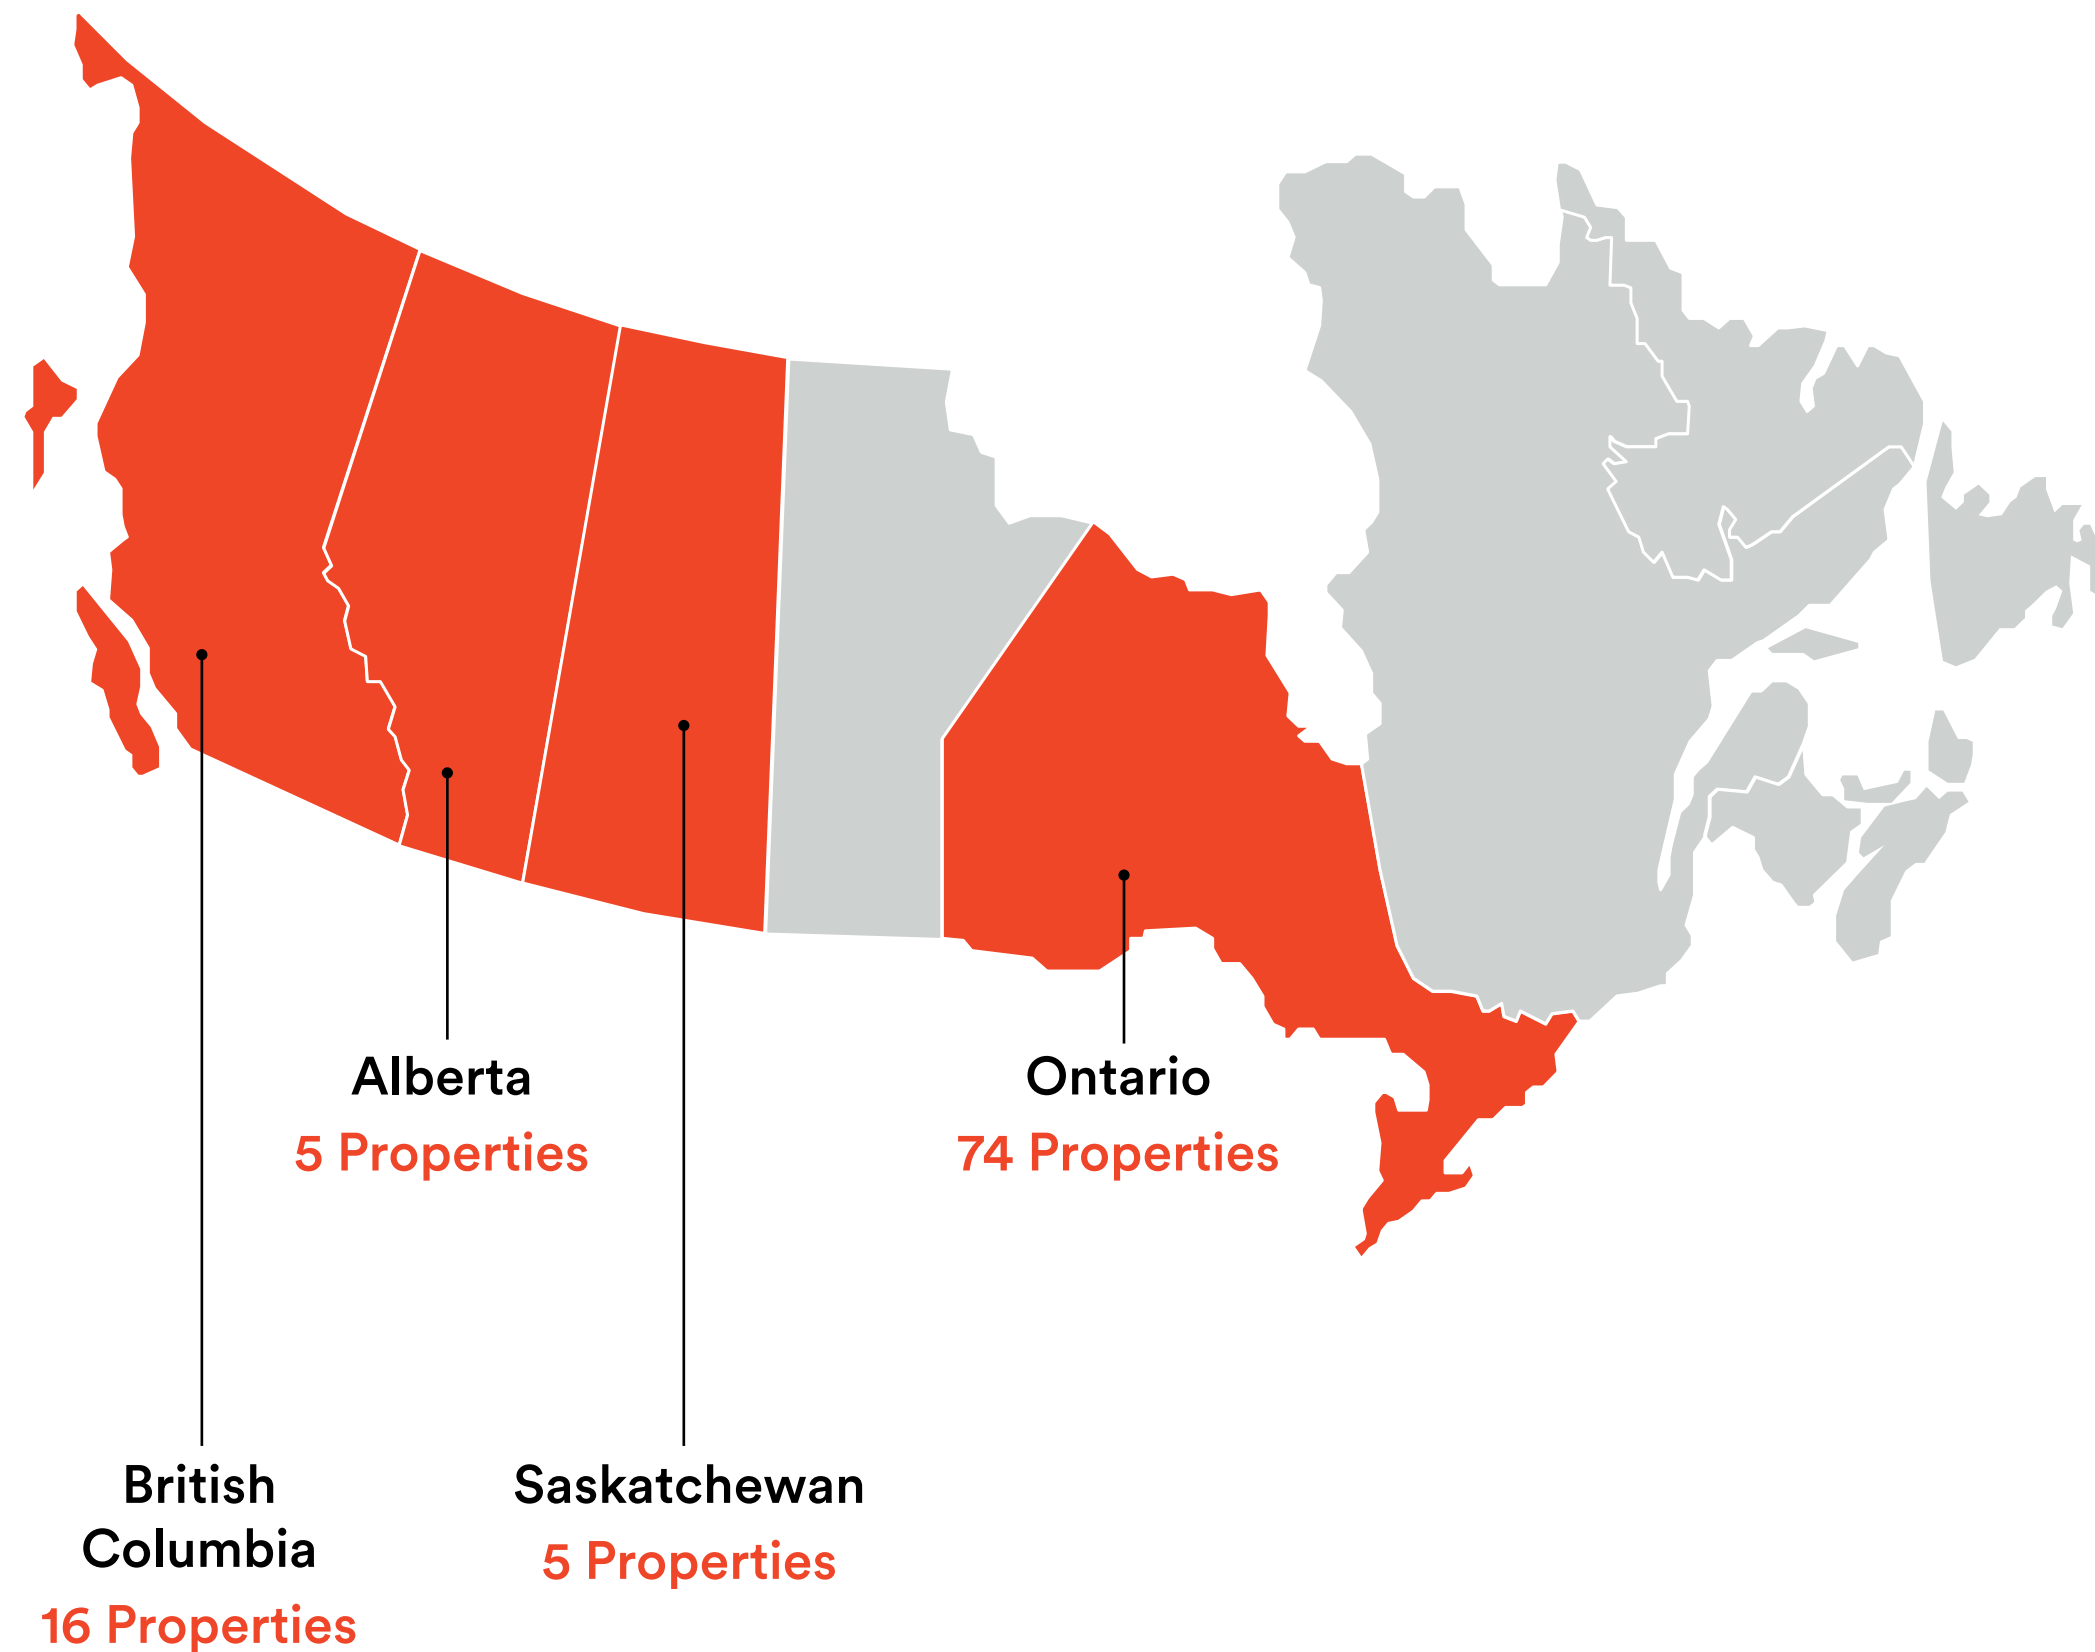 Alberta
5 Properties
Ontario
74 Properties
British
Columbia
16 Properties
Saskatchewan
5 Properties